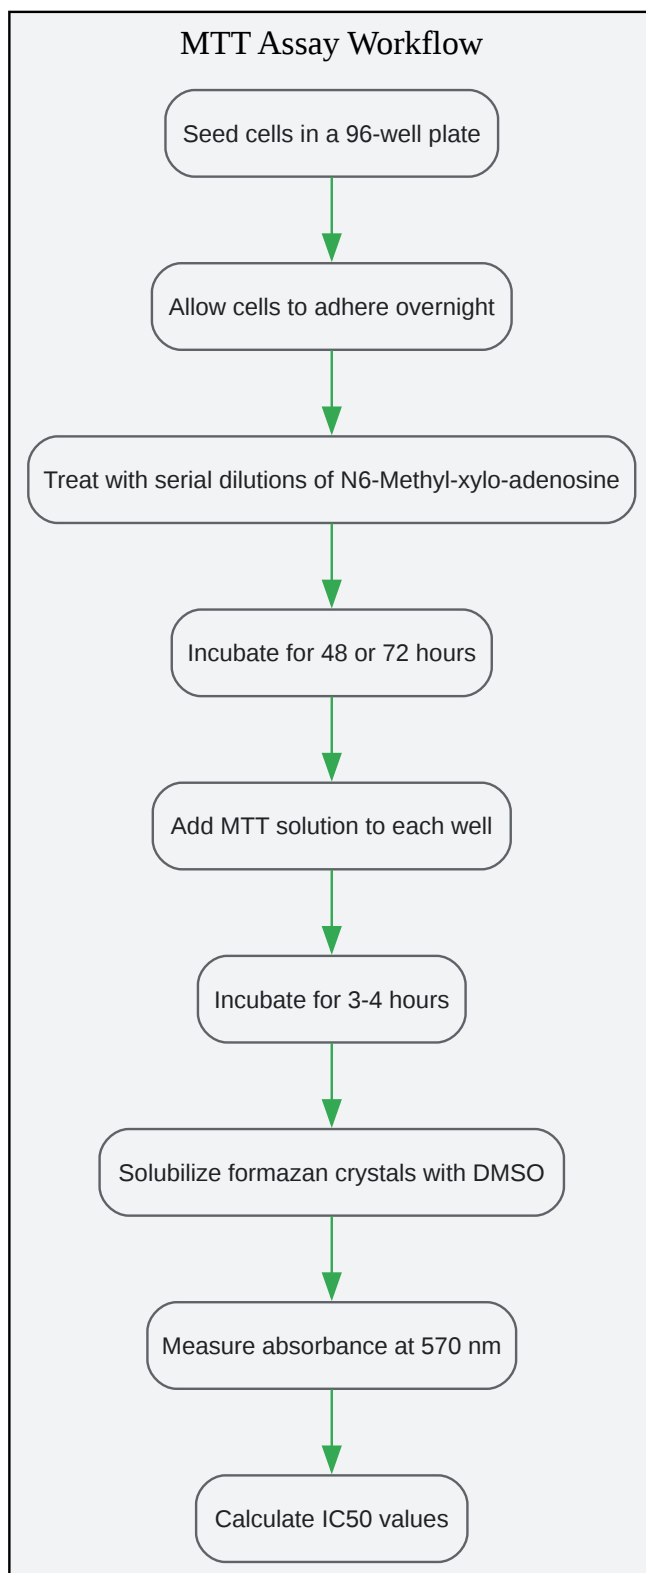 MTT Assay Workflow
Seed cells in a 96-well plate
Allow cells to adhere overnight
Treat with serial dilutions of N6-Methyl-xylo-adenosine
Incubate for 48 or 72 hours
Add MTT solution to each well
Incubate for 3-4 hours
Solubilize formazan crystals with DMSO
Measure absorbance at 570 nm
Calculate IC50 values